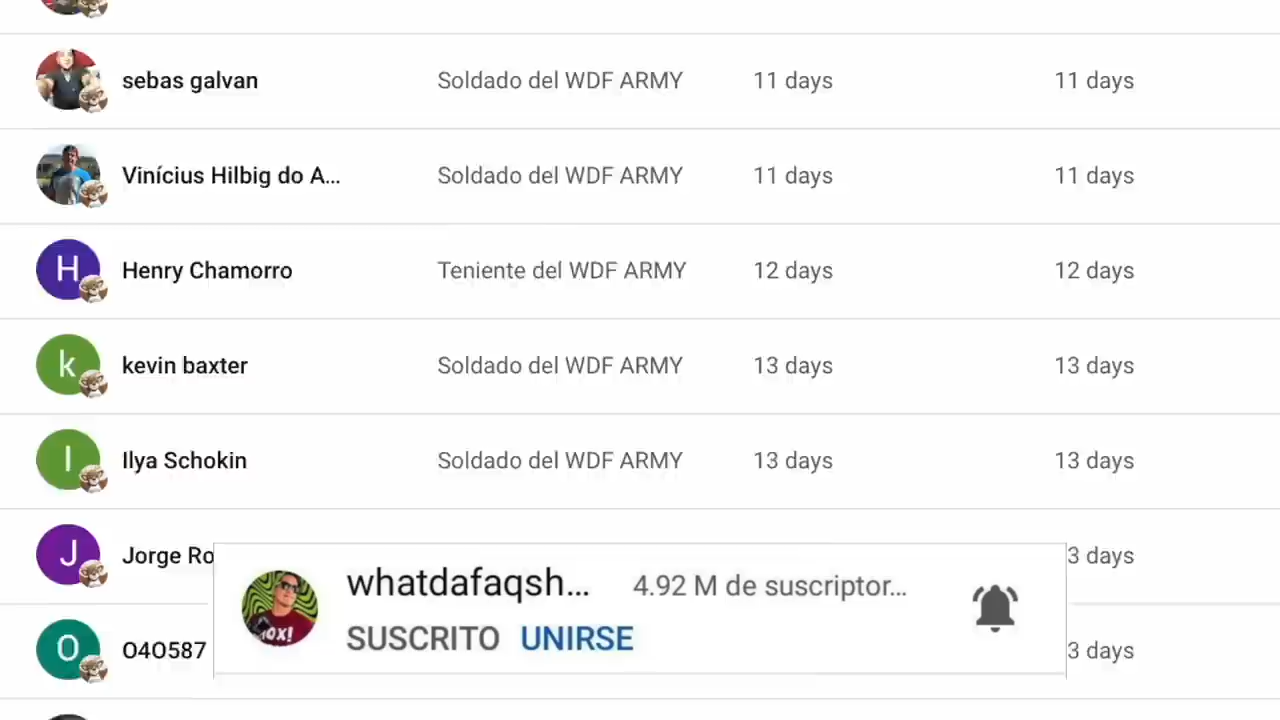 sebas galvan Soldado del WDF ARMY 11 days 11 days
Vinícius Hilbig do A... Soldado del WDF ARMY 11 days 11 days
H Henry Chamorro Teniente del WDF ARMY 12 days 12 days
k kevin baxter Soldado del WDF ARMY 13 days 13 days
I Ilya Schokin Soldado del WDF ARMY 13 days 13 days
J Jorge Ro 3 days
whatdafaqsh... 4.92 M de suscriptor...
SUSCRITO UNIRSE
O O4O587 3 days